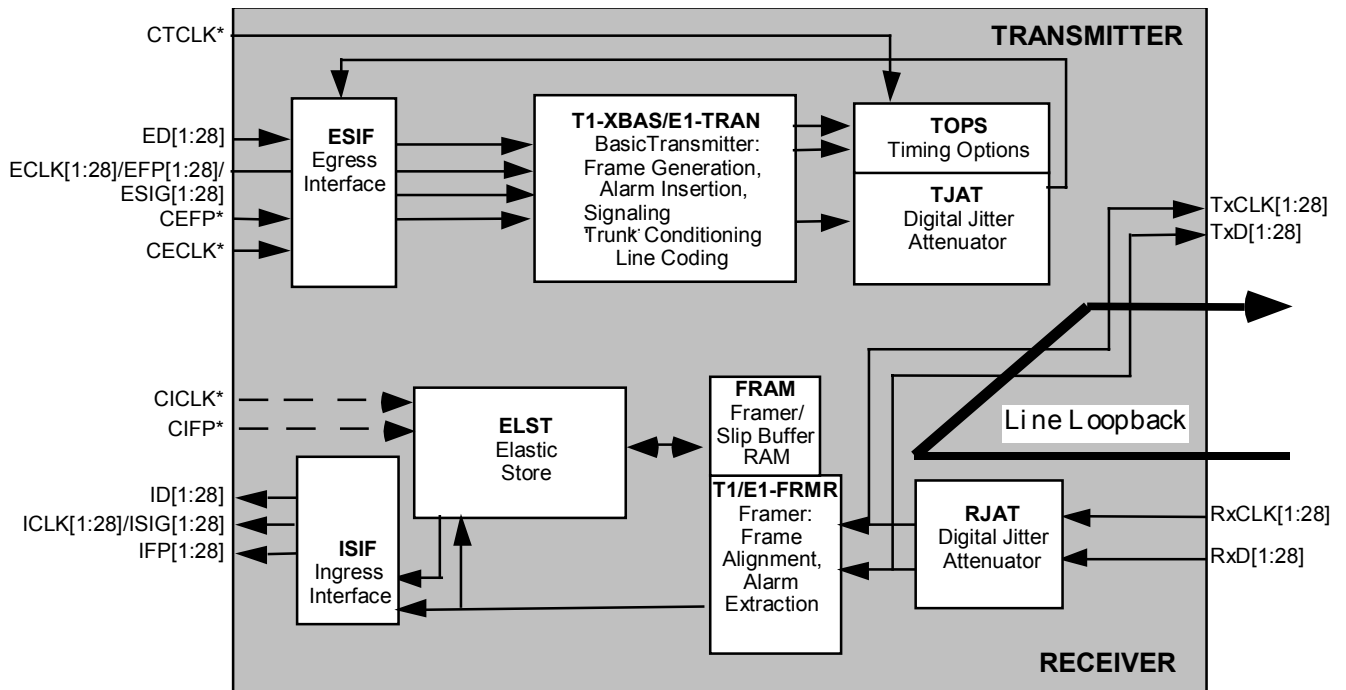 CTCLK*
TRANSMITTER
ED[1:28]
ECLK[1:28]/EFP[1:28]/
ESIG[1:28]
CEFP*
CECLK*
ESIF
Egress
Interface
T1-XBAS/E1-TRAN
BasicTransmitter:
Frame Generation,
Alarm Insertion,
Signaling
Trunk Conditioning
Line Coding
TOPS
Timing Options
TJAT
Digital Jitter
Attenuator
TxCLK[1:28]
TxD[1:28]
CICLK*
CIFP*
ELST
Elastic
Store
FRAM
Framer/
Slip Buffer
RAM
Line Loopback
ID[1:28]
ICLK[1:28]/ISIG[1:28]
IFP[1:28]
ISIF
Ingress
Interface
T1/E1-FRMR
Framer:
Frame
Alignment,
Alarm
Extraction
RJAT
Digital Jitter
Attenuator
RxCLK[1:28]
RxD[1:28]
RECEIVER